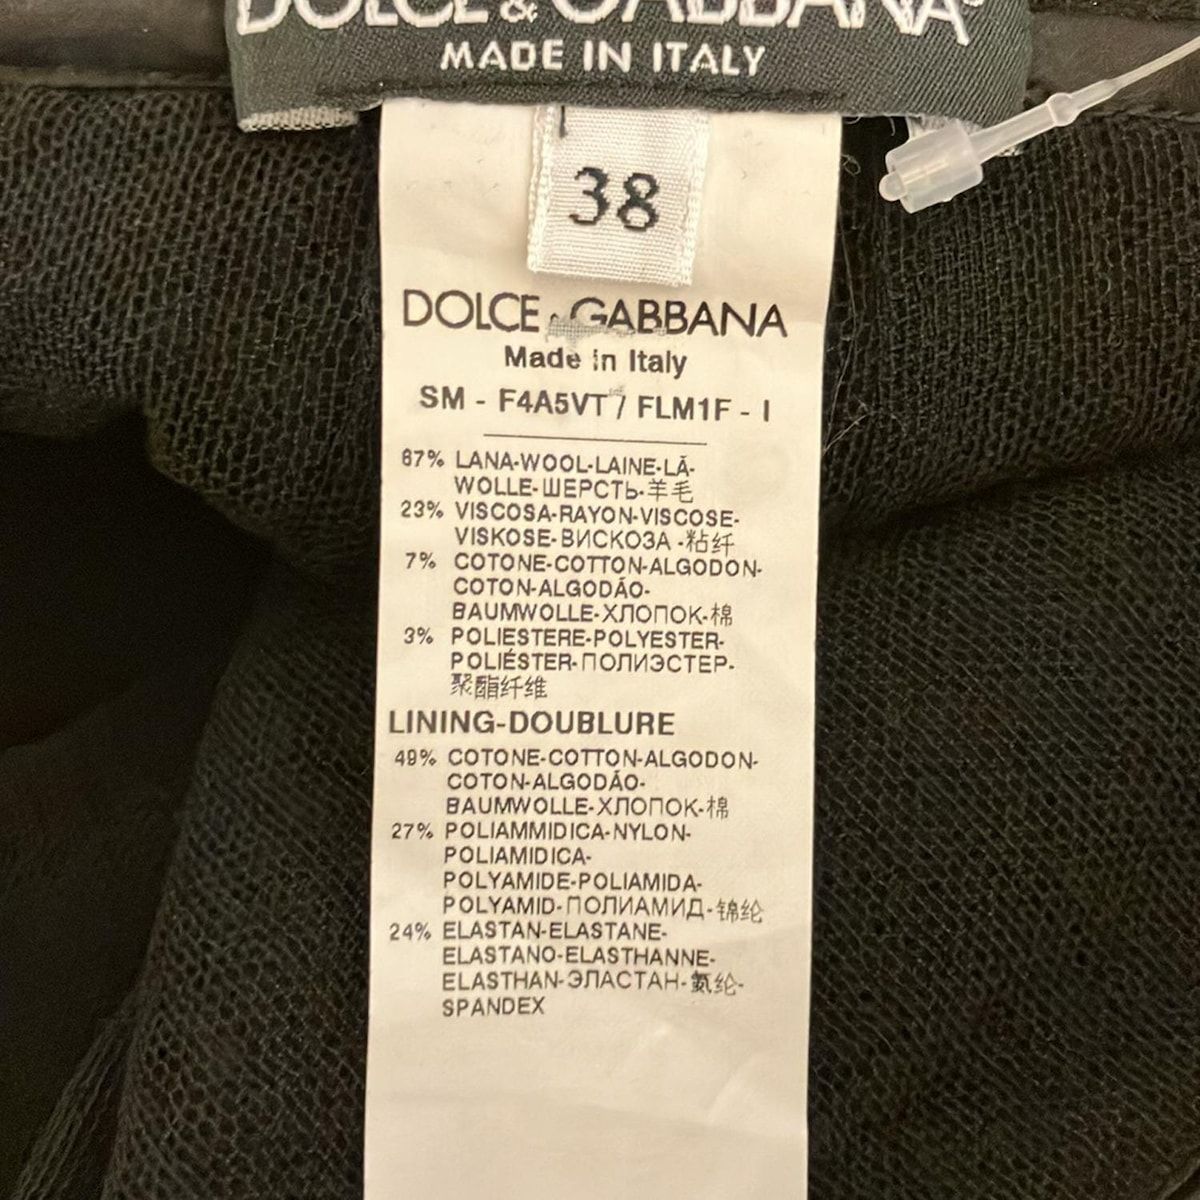 DOLCE & GABBANA
MADE IN ITALY
38
DOLCE & GABBANA
Made in Italy
SM - F4A5VT / FLM1F - I
67% LANA-WOOL-LAINE-LÃ-
WOLLE-ШЕРСТЬ-羊毛
23% VISCOSA-RAYON-VISCOSE-
VISKOSE-ВИСКОЗА -粘纤
7% COTONE-COTTON-ALGODON-
COTON-ALGODÃO-
BAUMWOLLE-ХЛОПОК-棉
3% POLIESTERE-POLYESTER-
POLIÉSTER-ПОЛИЭСТЕР-
聚酯纤维
LINING-DOUBLURE
49% COTONE-COTTON-ALGODON-
COTON-ALGODÃO-
BAUMWOLLE-ХЛОПОК-棉
27% POLIAMMIDICA-NYLON-
POLIAMIDICA-
POLYAMIDE-POLIAMIDA-
POLYAMID-ПОЛИАМИД-锦纶
24% ELASTAN-ELASTANE-
ELASTANO-ELASTHANNE-
ELASTHAN-ЭЛАСТАН-氨纶-
SPANDEX